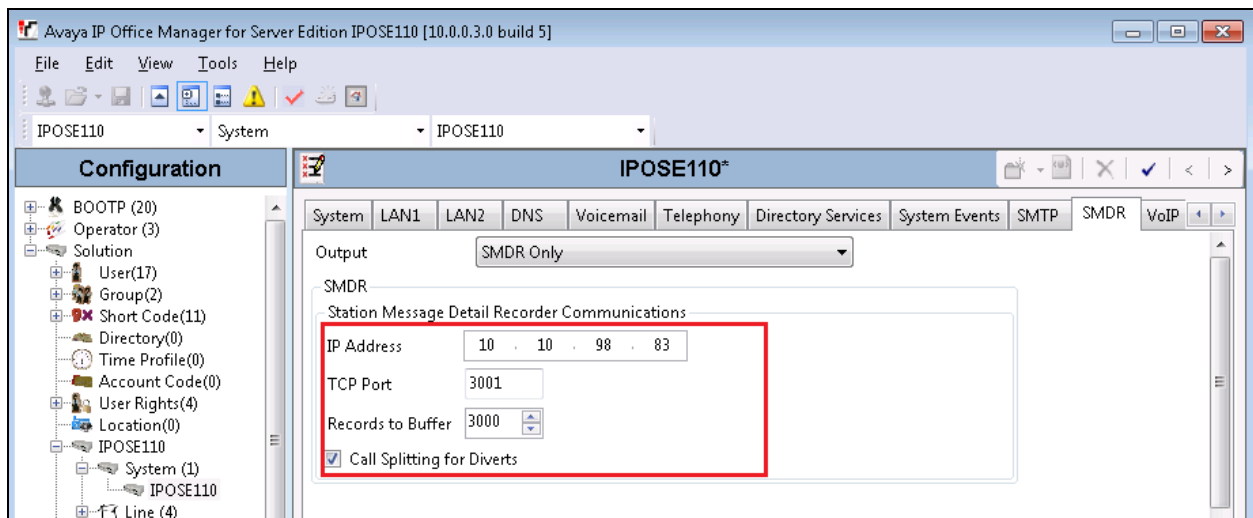 Avaya IP Office Manager for Server Edition IPOSE110 [10.0.0.3.0 build 5]
File Edit View Tools Help
IPOSE110 System IPOSE110
Configuration
IPOSE110*
BOOTP (20)
Operator (3)
Solution
User(17)
Group(2)
Short Code(11)
Directory(0)
Time Profile(0)
Account Code(0)
User Rights(4)
Location(0)
IPOSE110
System (1)
IPOSE110
Line (4)
System LAN1 LAN2 DNS Voicemail Telephony Directory Services System Events SMTP SMDR VoIP
Output SMDR Only
SMDR
Station Message Detail Recorder Communications
IP Address 10 . 10 . 98 . 83
TCP Port 3001
Records to Buffer 3000
Call Splitting for Diverts